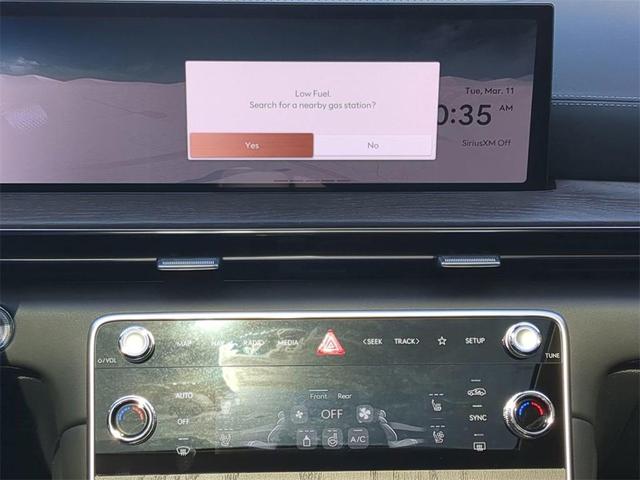 Low Fuel.
Search for a nearby gas station?
Yes
No
Tue, Mar. 11
0:35 AM
SiriusXM Off
MAP
NAV
RADIO
MEDIA
<SEEK
TRACK>
SETUP
/VOL
TUNE
AUTO
OFF
Front
Rear
OFF
A/C
SYNC